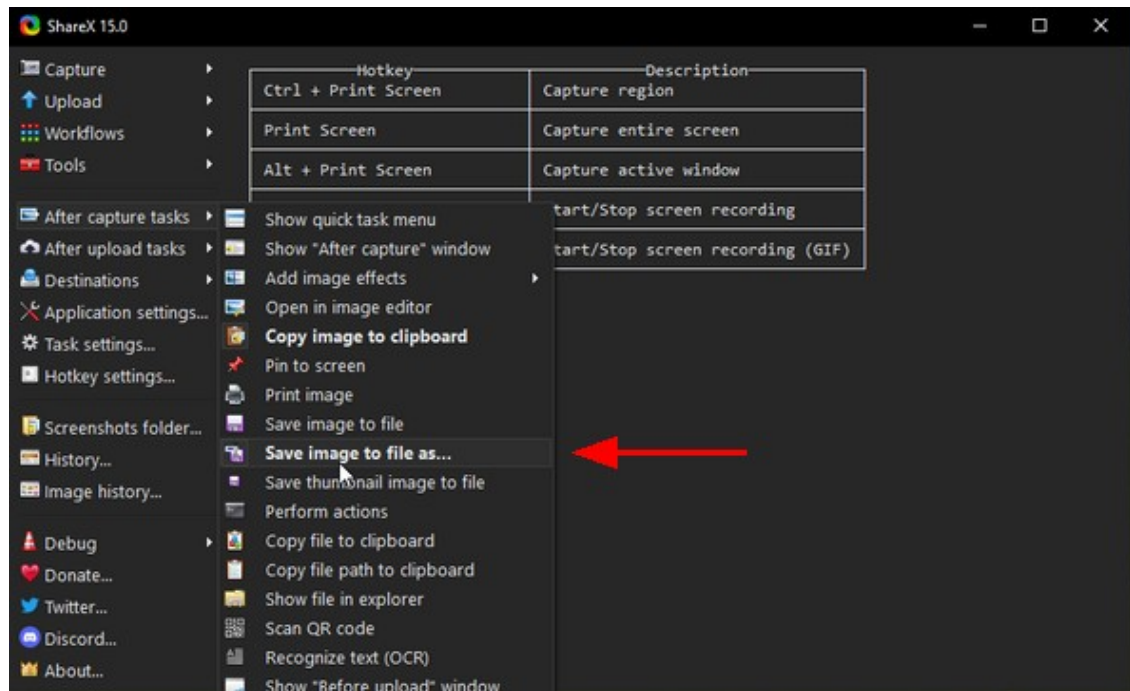 ShareX 15.0
Capture
Upload
Workflows
Tools
After capture tasks
After upload tasks
Destinations
Application settings...
Task settings...
Hotkey settings...
Screenshots folder...
History...
Image history...
Debug
Donate...
Twitter...
Discord...
About...
Hotkey Description
Ctrl + Print Screen Capture region
Print Screen Capture entire screen
Alt + Print Screen Capture active window
tart/Stop screen recording
tart/Stop screen recording (GIF)
Show quick task menu
Show "After capture" window
Add image effects
Open in image editor
Copy image to clipboard
Pin to screen
Print image
Save image to file
Save image to file as...
Save thumbnail image to file
Perform actions
Copy file to clipboard
Copy file path to clipboard
Show file in explorer
Scan QR code
Recognize text (OCR)
Show "Before upload" window